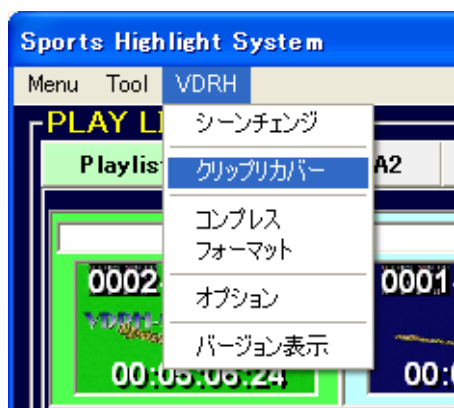 Sports Highlight System
Menu Tool VDRH
PLAY LI
シーンチェンジ
Playlis
クリップリカバー
A2
コンプレス
フォーマット
0002
0001
オプション
バージョン表示
00:05:06:24
00: